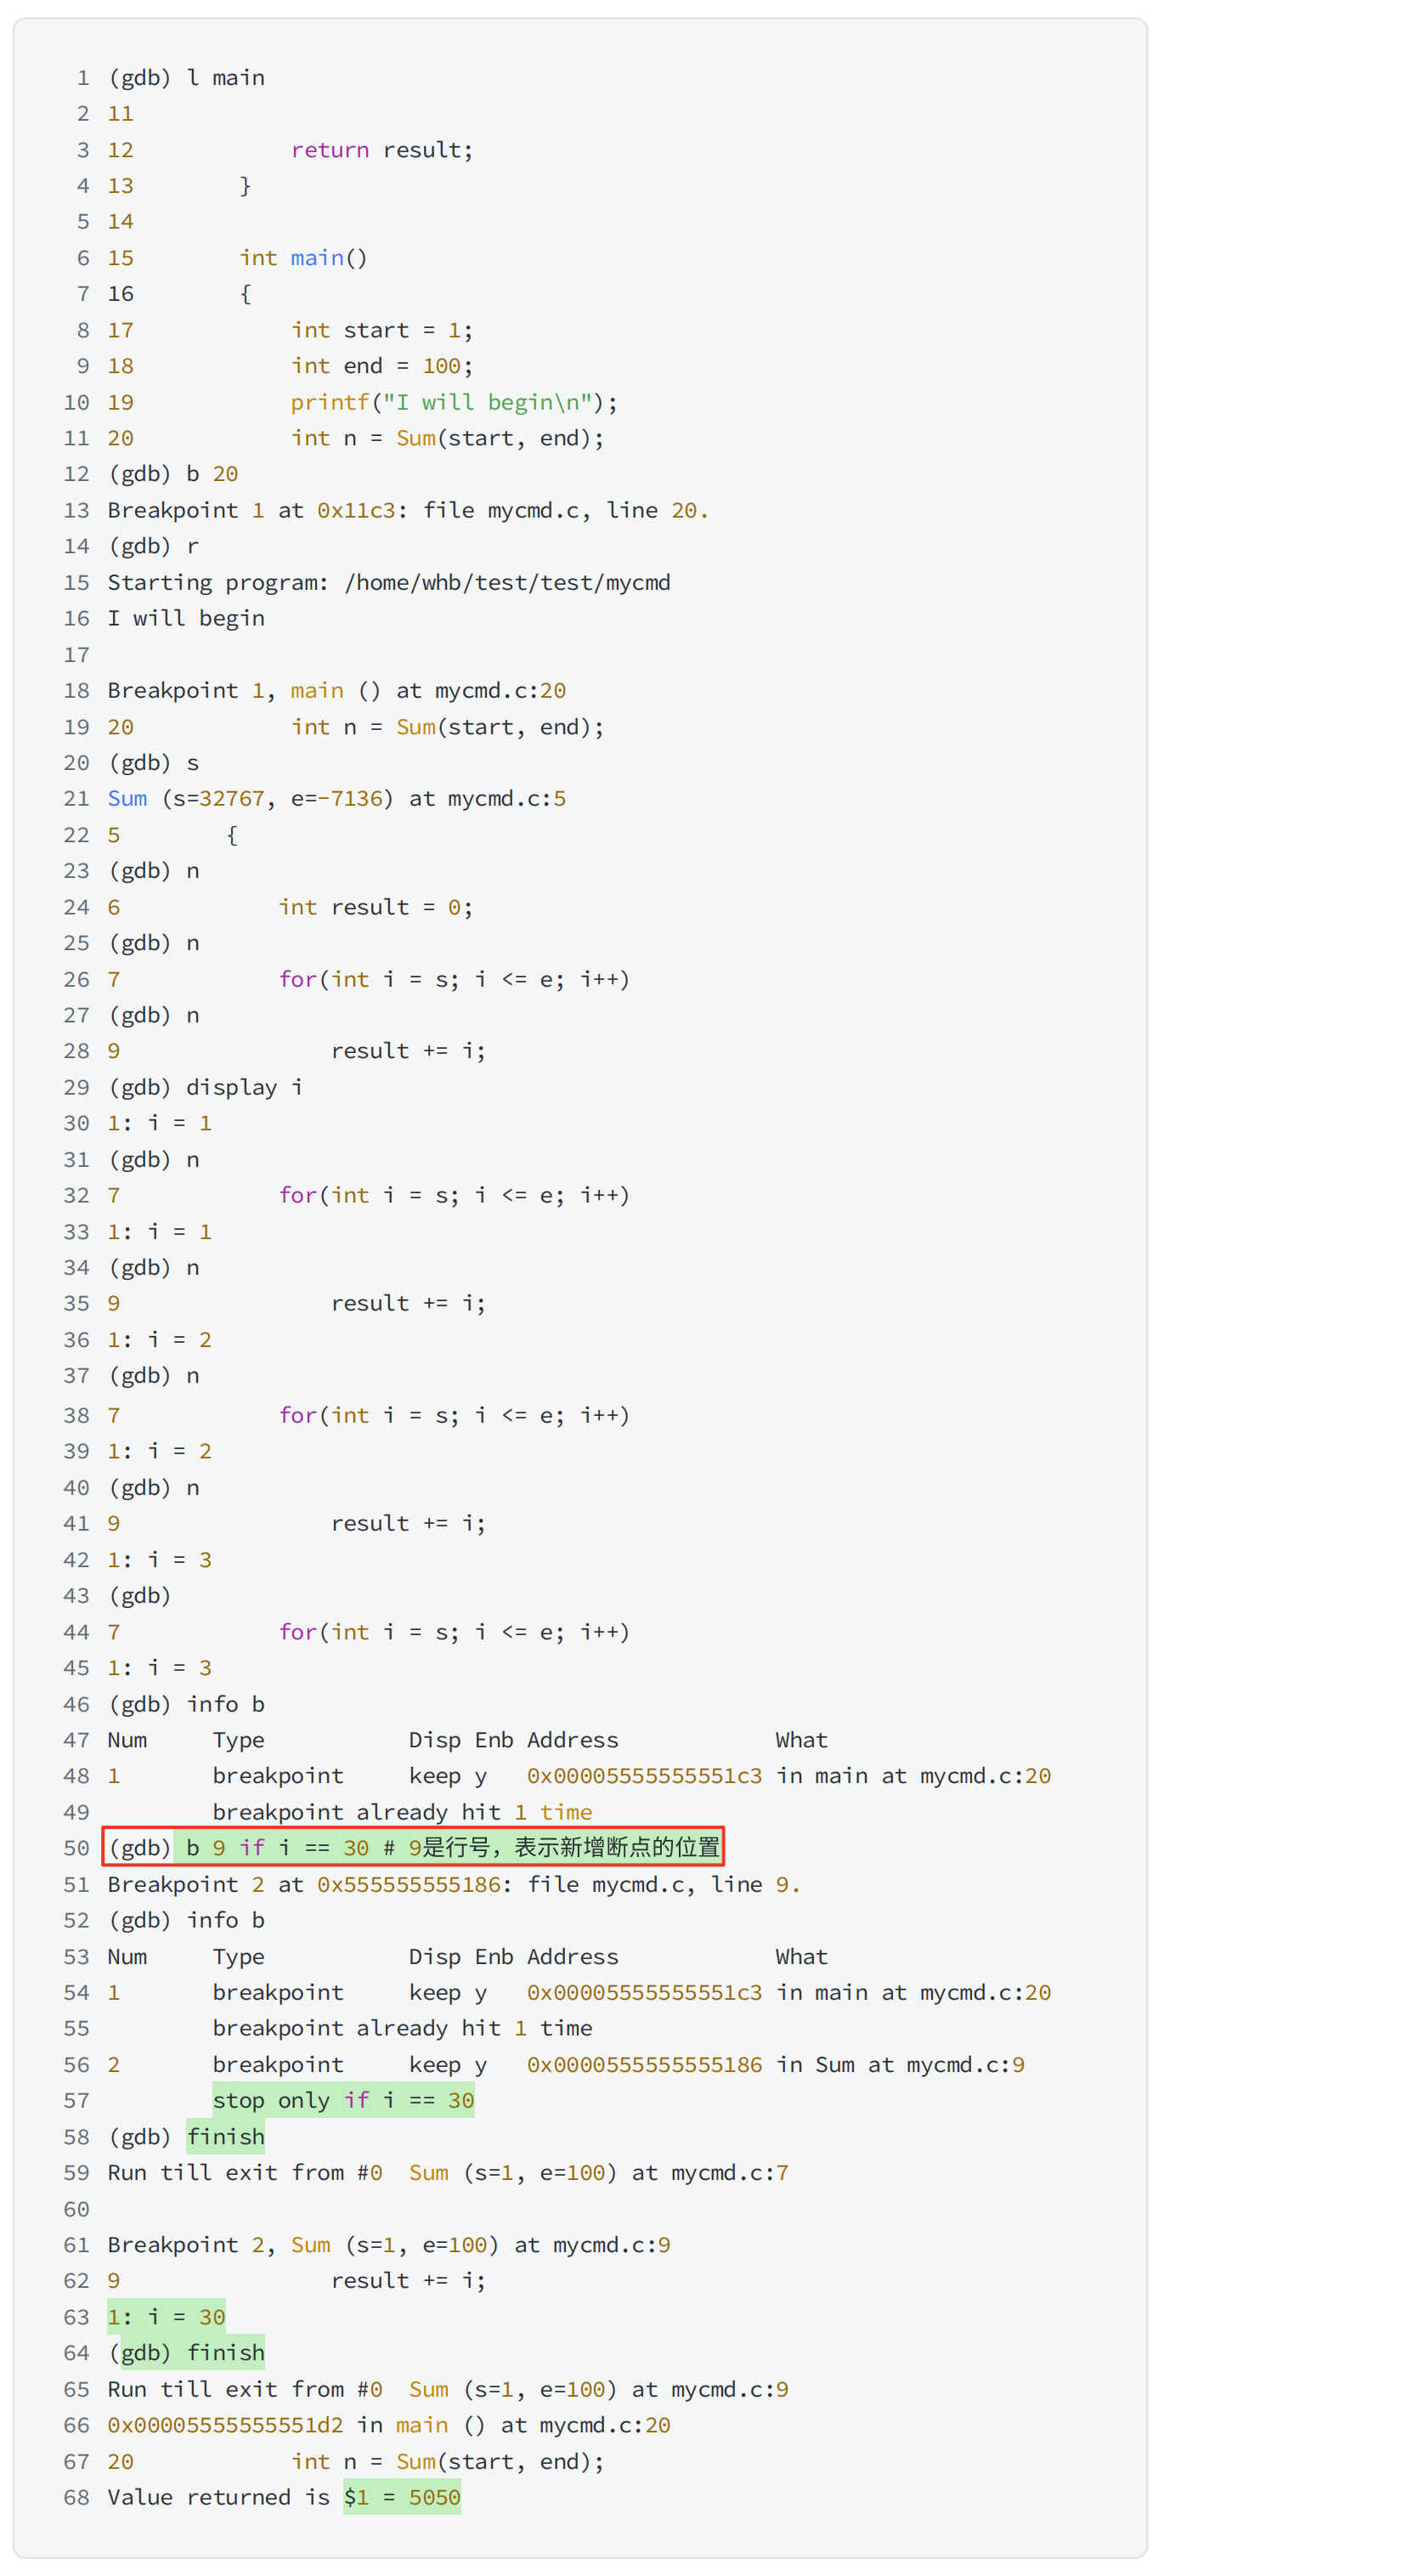 1 (gdb) l main
2 11
3 12            return result;
4 13        }
5 14
6 15        int main()
7 16        {
8 17            int start = 1;
9 18            int end = 100;
10 19            printf("I will begin\n");
11 20            int n = Sum(start, end);
12 (gdb) b 20
13 Breakpoint 1 at 0x11c3: file mycmd.c, line 20.
14 (gdb) r
15 Starting program: /home/whb/test/test/mycmd
16 I will begin
17
18 Breakpoint 1, main () at mycmd.c:20
19 20            int n = Sum(start, end);
20 (gdb) s
21 Sum (s=32767, e=-7136) at mycmd.c:5
22 5        {
23 (gdb) n
24 6            int result = 0;
25 (gdb) n
26 7            for(int i = s; i <= e; i++)
27 (gdb) n
28 9                result += i;
29 (gdb) display i
30 1: i = 1
31 (gdb) n
32 7            for(int i = s; i <= e; i++)
33 1: i = 1
34 (gdb) n
35 9                result += i;
36 1: i = 2
37 (gdb) n
38 7            for(int i = s; i <= e; i++)
39 1: i = 2
40 (gdb) n
41 9                result += i;
42 1: i = 3
43 (gdb)
44 7            for(int i = s; i <= e; i++)
45 1: i = 3
46 (gdb) info b
47 Num     Type           Disp Enb Address            What
48 1       breakpoint     keep y   0x00005555555551c3 in main at mycmd.c:20
49         breakpoint already hit 1 time
50 (gdb) b 9 if i == 30 # 9是行号，表示新增断点的位置
51 Breakpoint 2 at 0x555555555186: file mycmd.c, line 9.
52 (gdb) info b
53 Num     Type           Disp Enb Address            What
54 1       breakpoint     keep y   0x00005555555551c3 in main at mycmd.c:20
55         breakpoint already hit 1 time
56 2       breakpoint     keep y   0x0000555555555186 in Sum at mycmd.c:9
57         stop only if i == 30
58 (gdb) finish
59 Run till exit from #0  Sum (s=1, e=100) at mycmd.c:7
60
61 Breakpoint 2, Sum (s=1, e=100) at mycmd.c:9
62 9                result += i;
63 1: i = 30
64 (gdb) finish
65 Run till exit from #0  Sum (s=1, e=100) at mycmd.c:9
66 0x00005555555551d2 in main () at mycmd.c:20
67 20            int n = Sum(start, end);
68 Value returned is $1 = 5050